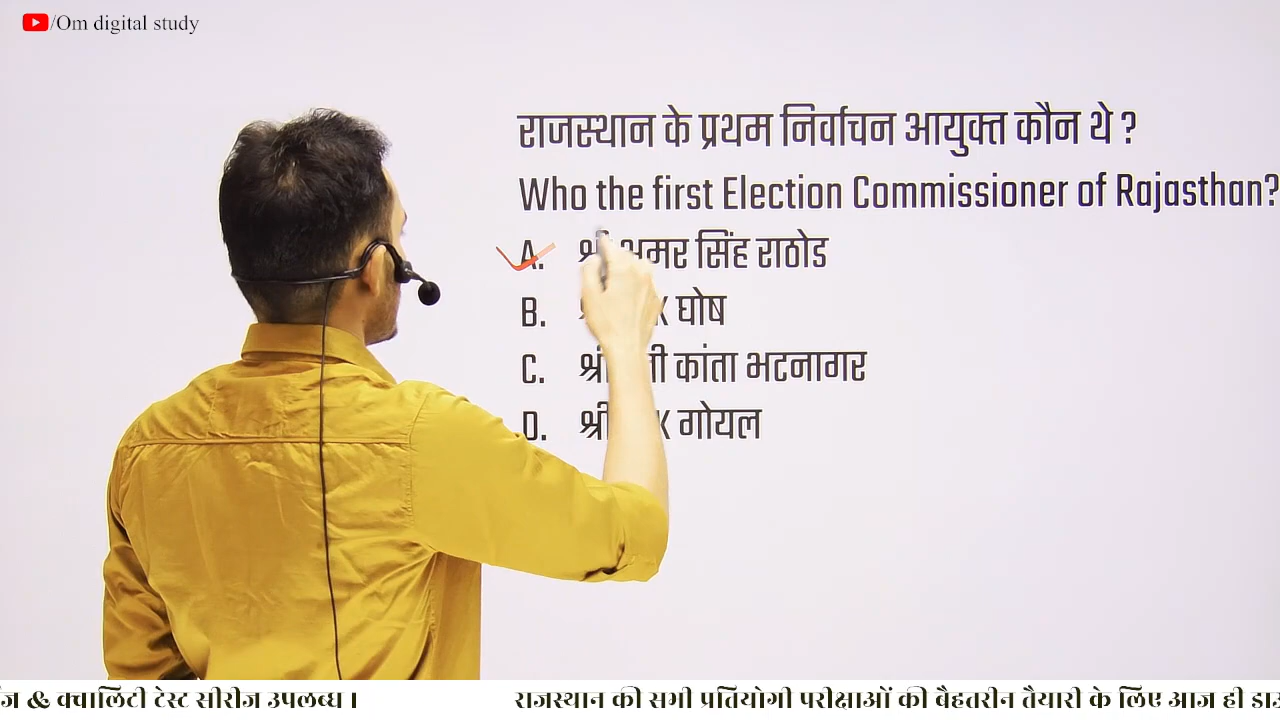 /Om digital study
राजस्थान के प्रथम निर्वाचन आयुक्त कौन थे ?
Who the first Election Commissioner of Rajasthan?
A. अमर सिंह राठोड
B. घोष
C. कांता भटनागर
D. गोयल
& क्वालिटी टेस्ट सीरीज उपलब्ध । राजस्थान की सभी प्रतियोगी परीक्षाओं की बेहतरीन तैयारी के लिए आज ही